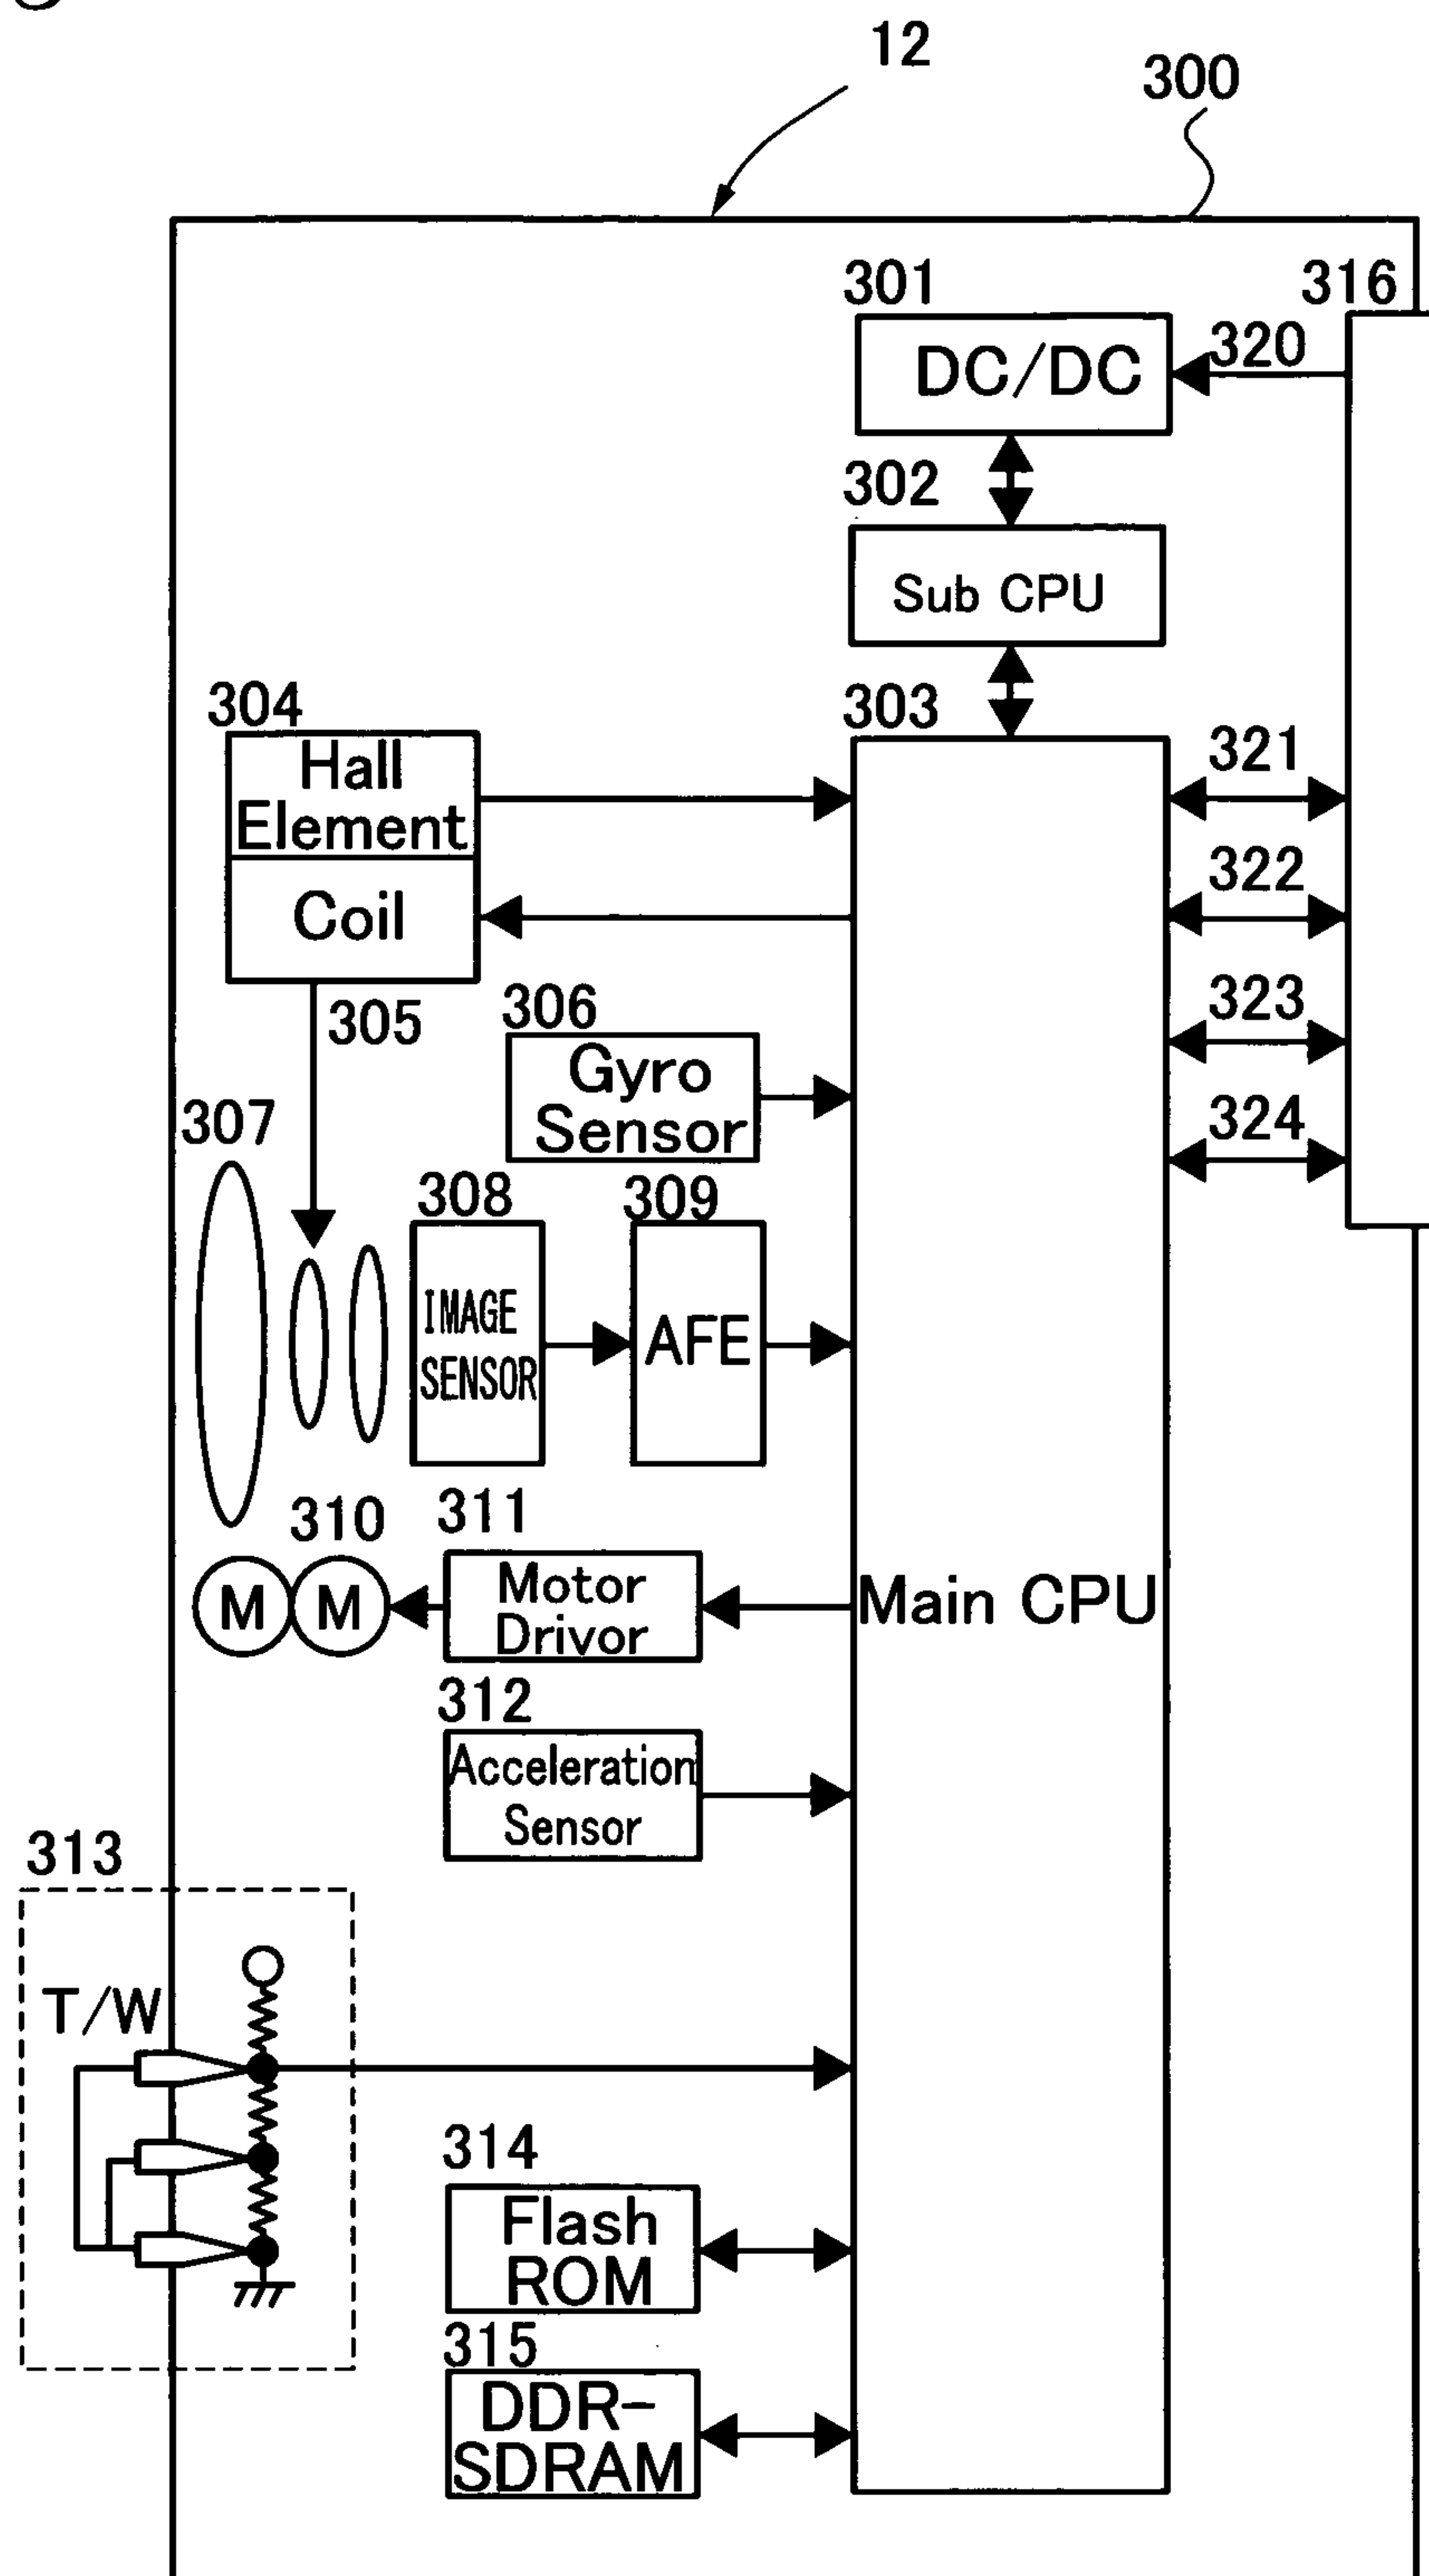 12
300
301
316
DC/DC
320
302
Sub CPU
303
304
Hall
Element
Coil
321
322
305
306
Gyro
Sensor
323
324
307
308
309
IMAGE
SENSOR
AFE
310
311
M
M
Motor
Drivor
Main CPU
312
Acceleration
Sensor
313
T/W
314
Flash
ROM
315
DDR-
SDRAM